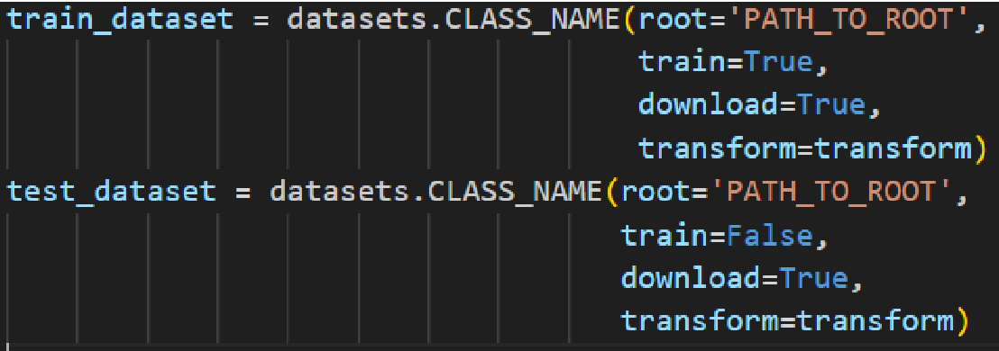 train_dataset = datasets.CLASS_NAME(root='PATH_TO_ROOT',
train=True,
download=True,
transform=transform)
test_dataset = datasets.CLASS_NAME(root='PATH_TO_ROOT',
train=False,
download=True,
transform=transform)